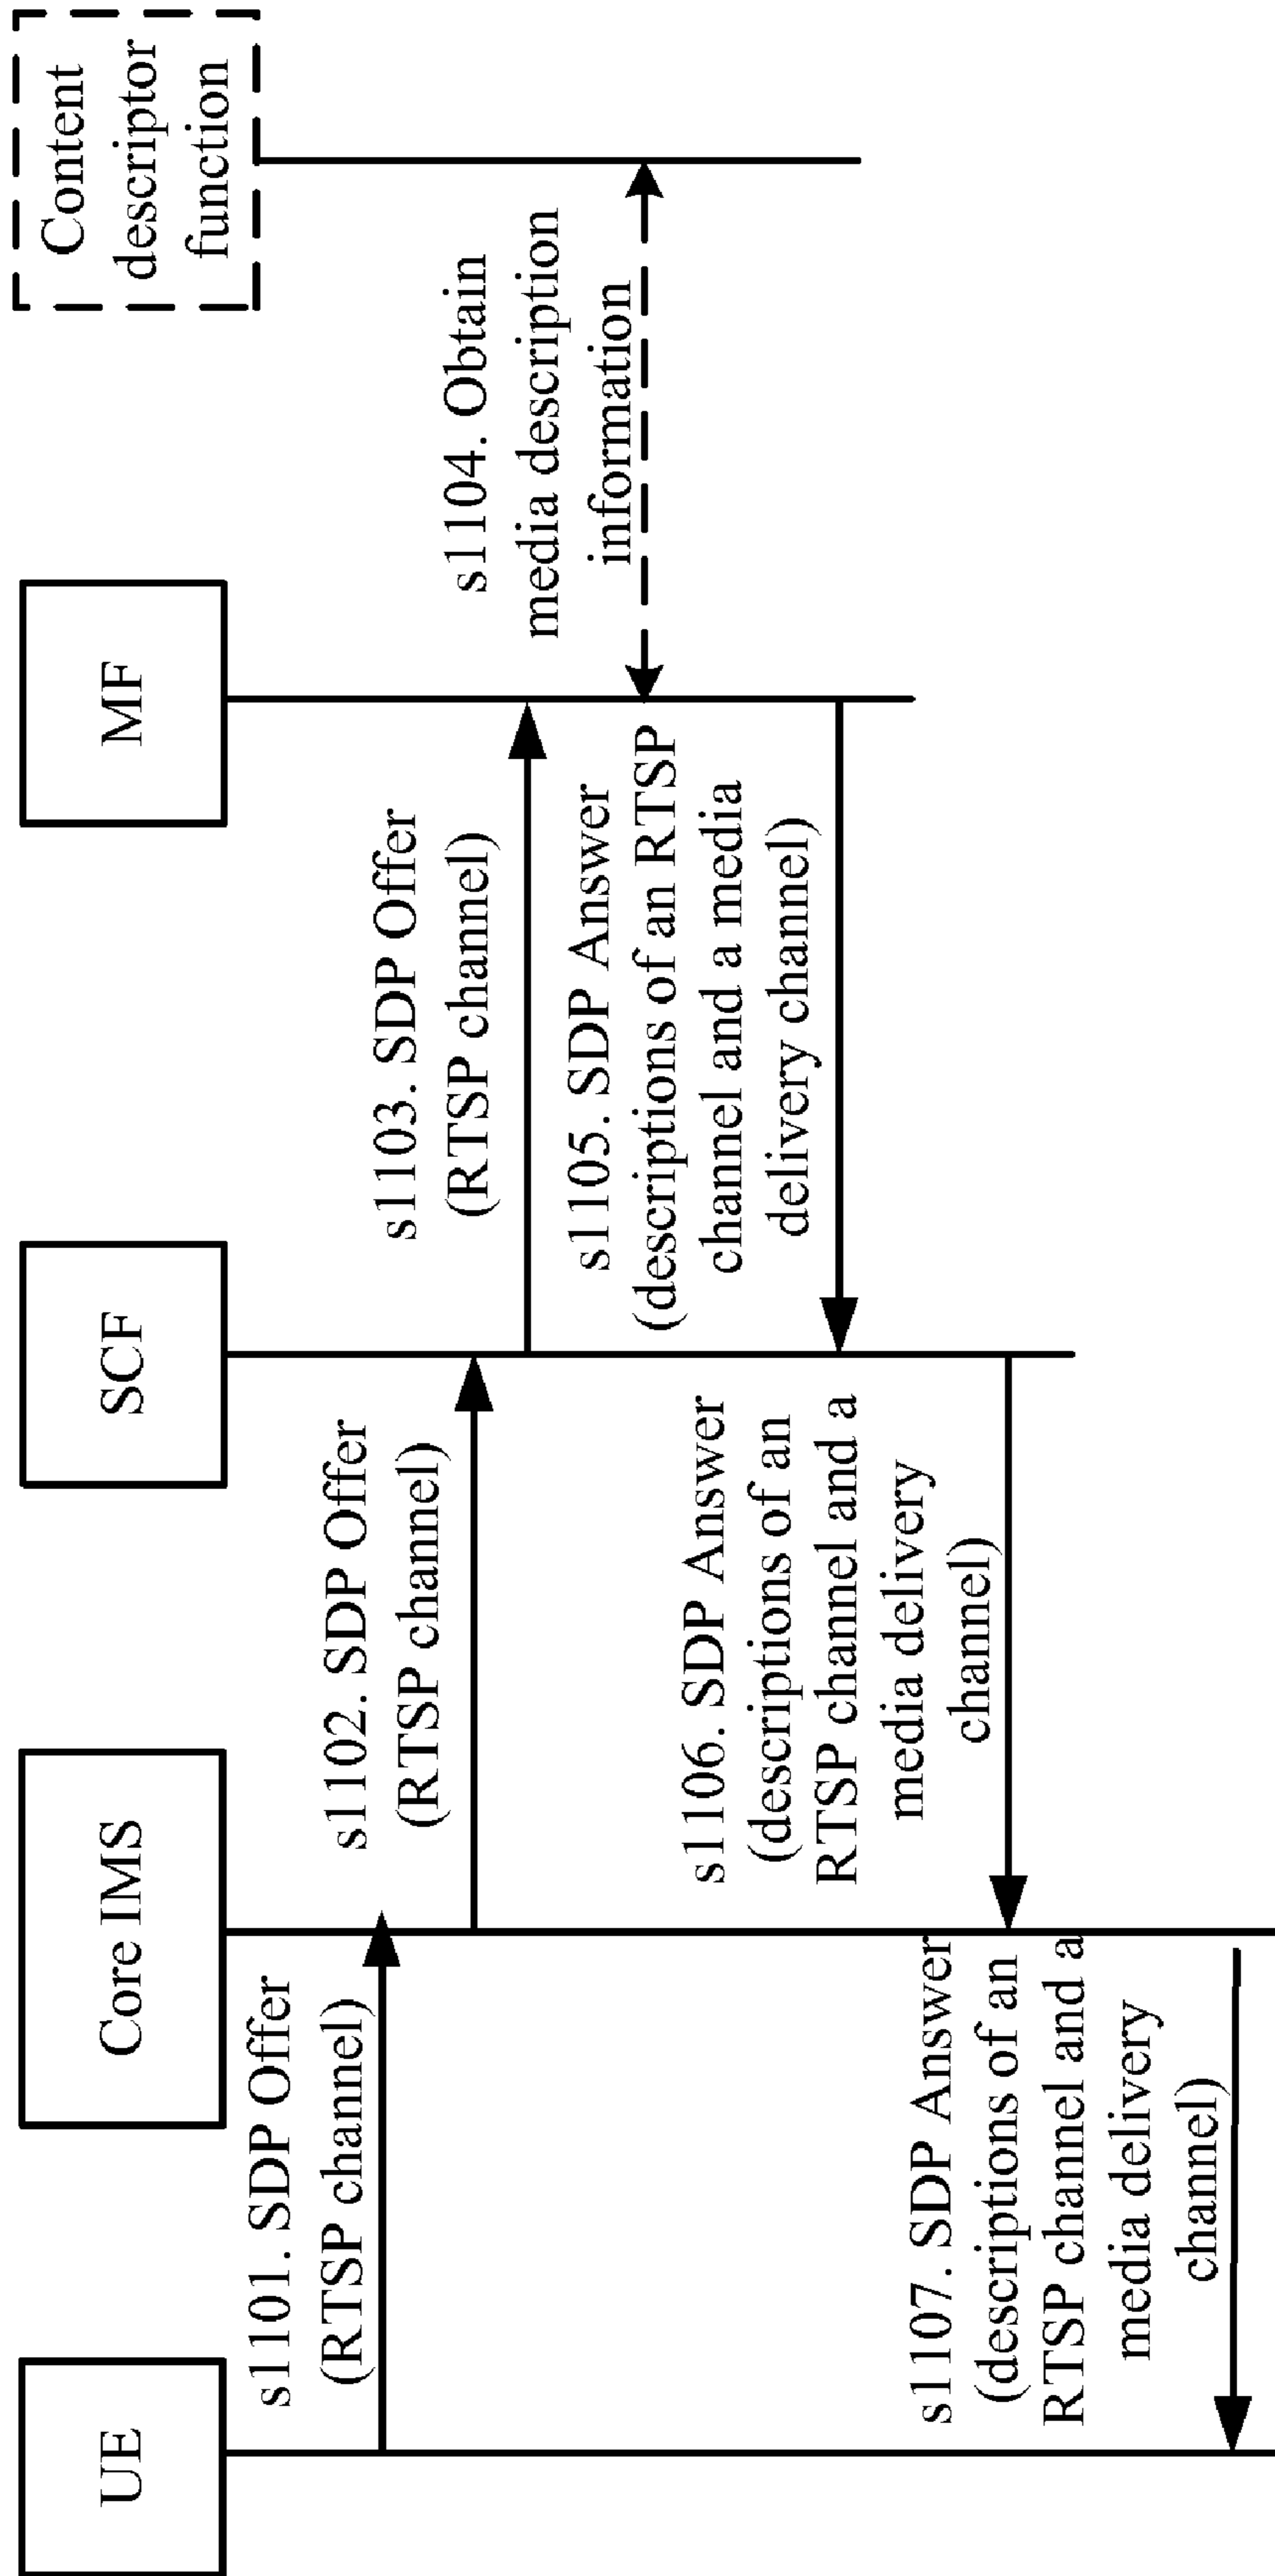 UE
Core IMS
SCF
MF
Content
descriptor
function
s1101. SDP Offer
(RTSP channel)
s1102. SDP Offer
(RTSP channel)
s1103. SDP Offer
(RTSP channel)
s1104. Obtain
media description
information
s1105. SDP Answer
(descriptions of an RTSP
channel and a media
delivery channel)
s1106. SDP Answer
(descriptions of an
RTSP channel and a
media delivery
channel)
s1107. SDP Answer
(descriptions of an
RTSP channel and a
media delivery
channel)